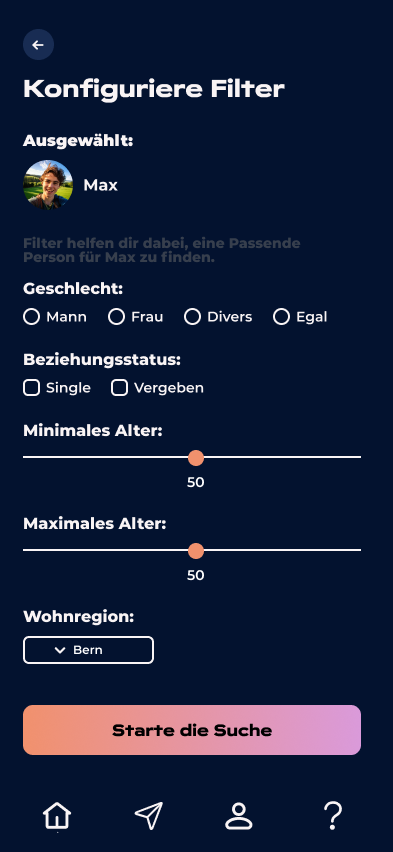 Konfiguriere Filter
Ausgewählt:
Max
Filter helfen dir dabei, eine Passende
Person für Max zu finden.
Geschlecht:
Mann Frau Divers Egal
Beziehungsstatus:
Single Vergeben
Minimales Alter:
50
Maximales Alter:
50
Wohnregion:
Bern
Starte die Suche